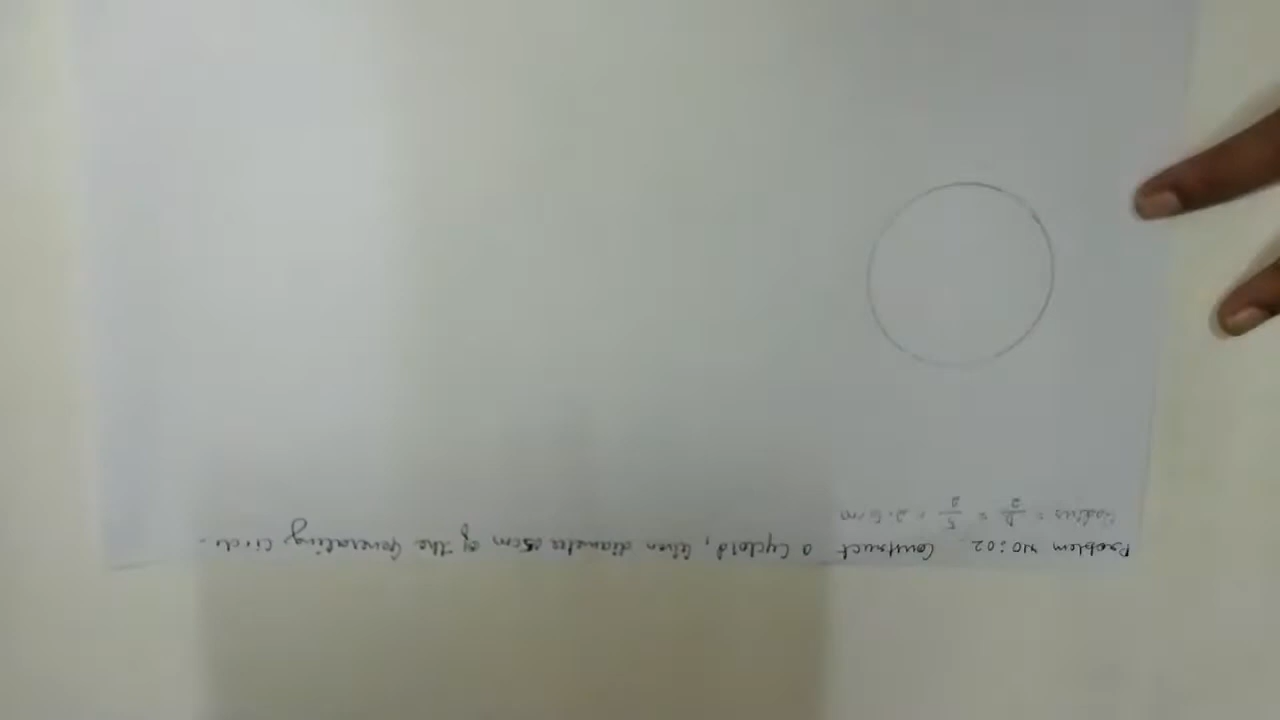 Problem NO:02. Construct a Cycloid, Given diameter 05cm of the Generating Circle.
Radius = D/2 = 5/2 = 2.5cm